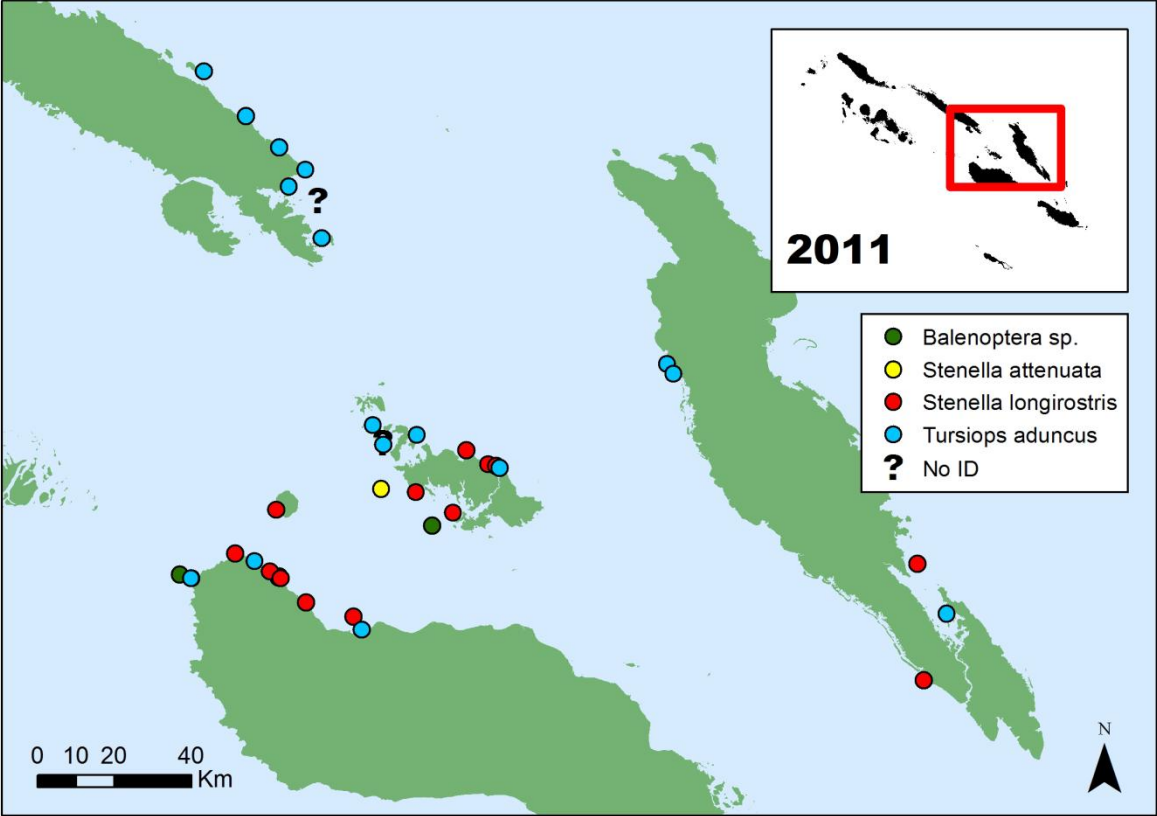 2011
Balenoptera sp.
Stenella attenuata
Stenella longirostris
Tursiops aduncus
? No ID
?
?
0 10 20 40
Km
N